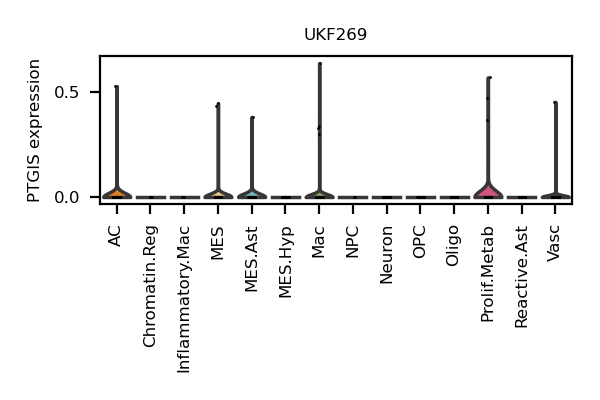 UKF269
PTGIS expression
0.5
0.0
AC
Chromatin.Reg
Inflammatory.Mac
MES
MES.Ast
MES.Hyp
Mac
NPC
Neuron
OPC
Oligo
Prolif.Metab
Reactive.Ast
Vasc